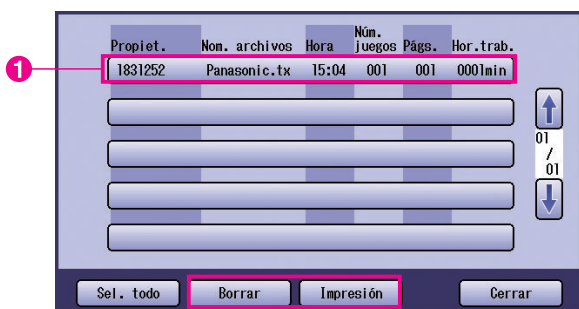 Propiet. Nom. archivos Hora Núm. juegos Págs. Hor.trab.
1
1831252 Panasonic.tx 15:04 001 001 0001min
01
/
01
Sel. todo Borrar Impresión Cerrar